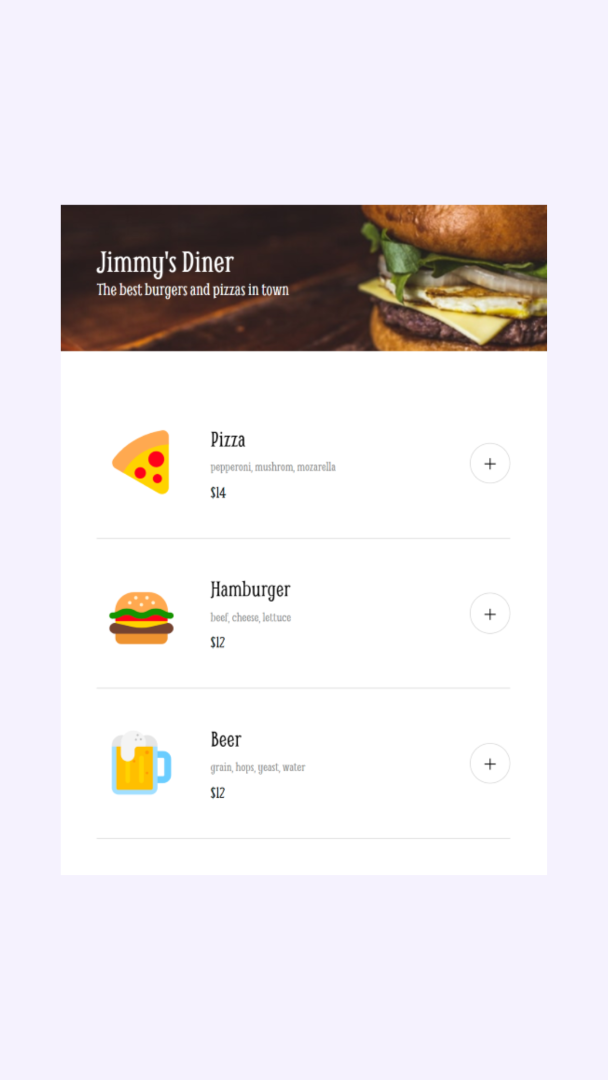 Jimmy's Diner
The best burgers and pizzas in town
Pizza
pepperoni, mushrom, mozarella
$14
+
Hamburger
beef, cheese, lettuce
$12
+
Beer
grain, hops, yeast, water
$12
+